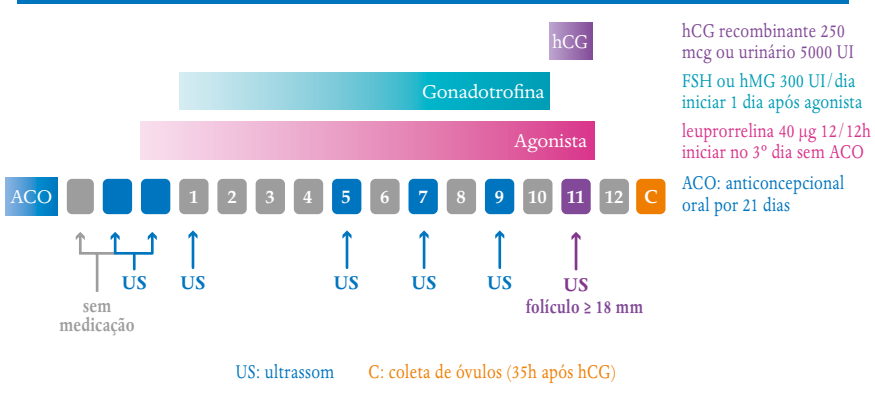 hCG
hCG recombinante 250
mcg ou urinário 5000 UI
Gonadotrofina
FSH ou hMG 300 UI/dia
iniciar 1 dia após agonista
Agonista
leuprorrelina 40 µg 12/12h
iniciar no 3º dia sem ACO
ACO 1 2 3 4 5 6 7 8 9 10 11 12 C
ACO: anticoncepcional
oral por 21 dias
US US US US US US
sem
medicação
folículo ≥ 18 mm
US: ultrassom C: coleta de óvulos (35h após hCG)